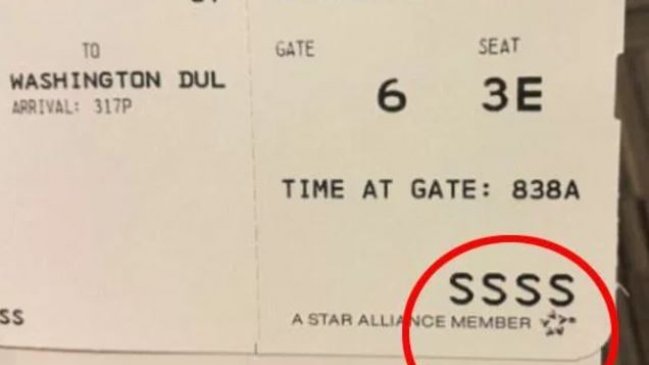 TO
WASHINGTON DUL
ARRIVAL: 317P
SS
GATE SEAT
6 3E
TIME AT GATE: 838A
SSSS
A STAR ALLIANCE MEMBER